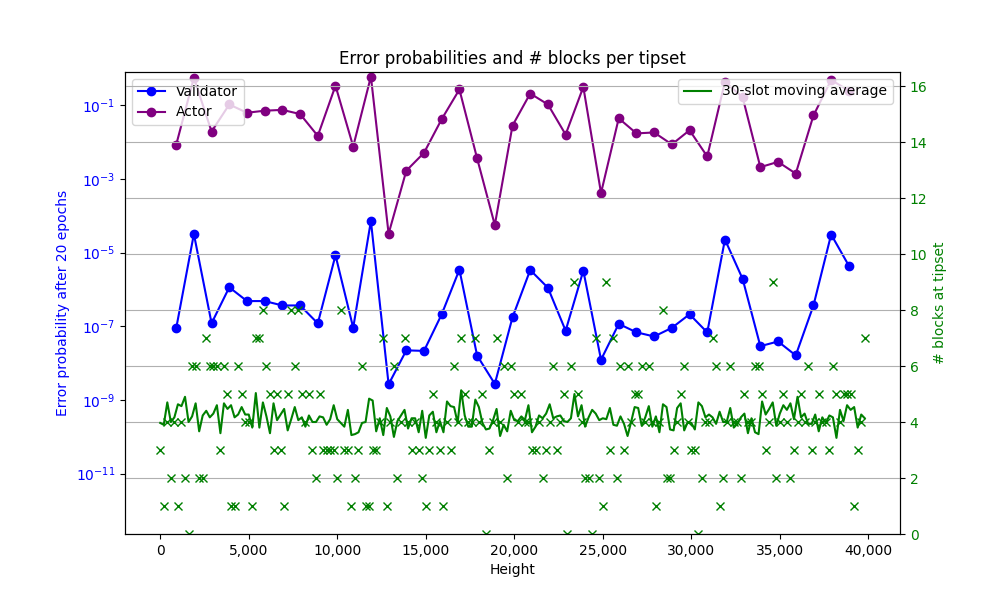 Error probabilities and # blocks per tipset
Validator
Actor
30-slot moving average
10⁻¹
10⁻³
10⁻⁵
10⁻⁷
10⁻⁹
10⁻¹¹
Error probability after 20 epochs
16
14
12
10
8
6
4
2
0
# blocks at tipset
0 5,000 10,000 15,000 20,000 25,000 30,000 35,000 40,000
Height